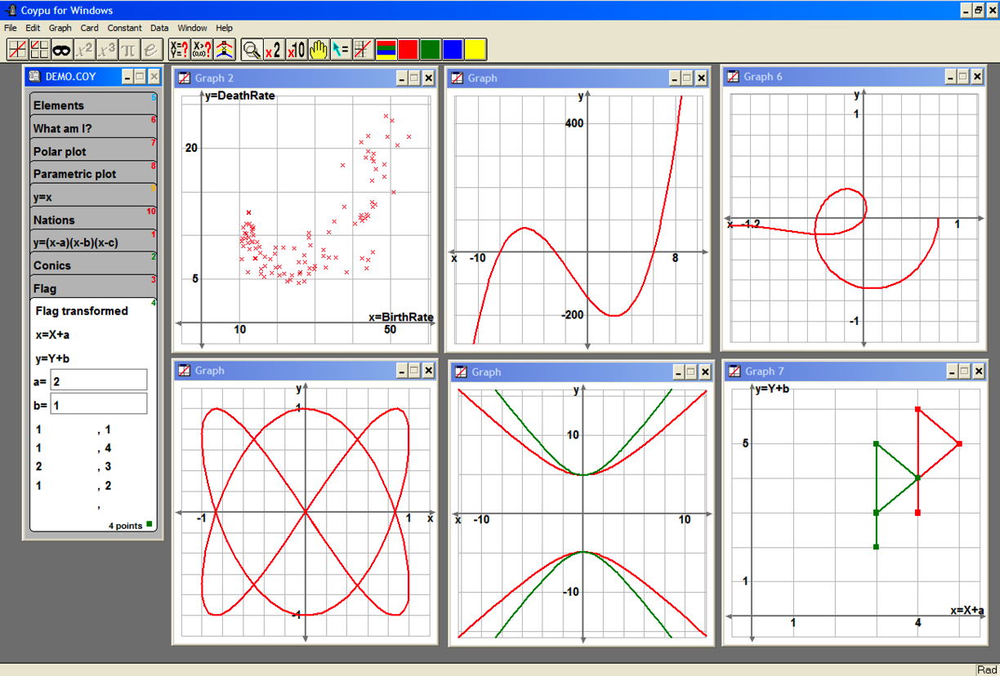 Coypu for Windows
File Edit Graph Card Constant Data Window Help
x² x³ π e Y=? Y=? X>? (0,0)? x2 x10 =
DEMO.COY
5
Elements
6
What am I?
7
Polar plot
8
Parametric plot
9
y=x
10
Nations
1
y=(x-a)(x-b)(x-c)
2
Conics
3
Flag
4
Flag transformed
x=X+a
y=Y+b
a= 2
b= 1
1 , 1
1 , 4
2 , 3
1 , 2
,
4 points
Graph 2
y=DeathRate
20
5
x=BirthRate
10 50
Graph
y
400
x -10 8
-200
Graph 6
y
1
x -1.2 1
-1
Graph
y
1
-1 1 x
-1
Graph
y
10
x -10 10
-10
Graph 7
y=Y+b
5
1
x=X+a
1 4
Rad